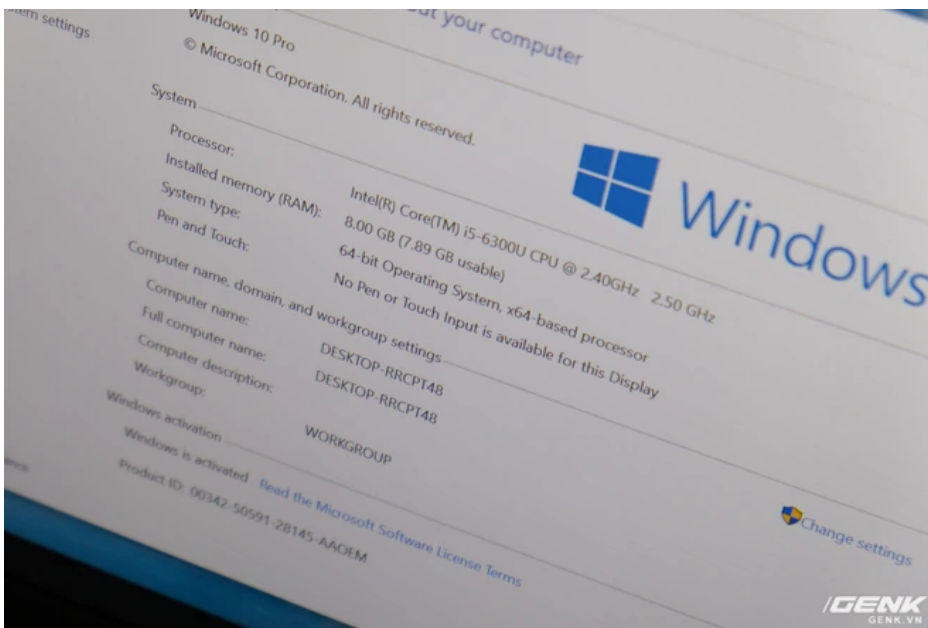 tem settings
out your computer
Windows 10 Pro
© Microsoft Corporation. All rights reserved.
Windows
System
Processor: Intel(R) Core(TM) i5-6300U CPU @ 2.40GHz 2.50 GHz
Installed memory (RAM): 8.00 GB (7.89 GB usable)
System type: 64-bit Operating System, x64-based processor
Pen and Touch: No Pen or Touch Input is available for this Display
Computer name, domain, and workgroup settings
Computer name: DESKTOP-RRCPT48
Change settings
Full computer name: DESKTOP-RRCPT48
Computer description:
Workgroup: WORKGROUP
Windows activation
Windows is activated Read the Microsoft Software License Terms
Product ID: 00342-50591-28145-AAOEM
GENK
GENK.VN